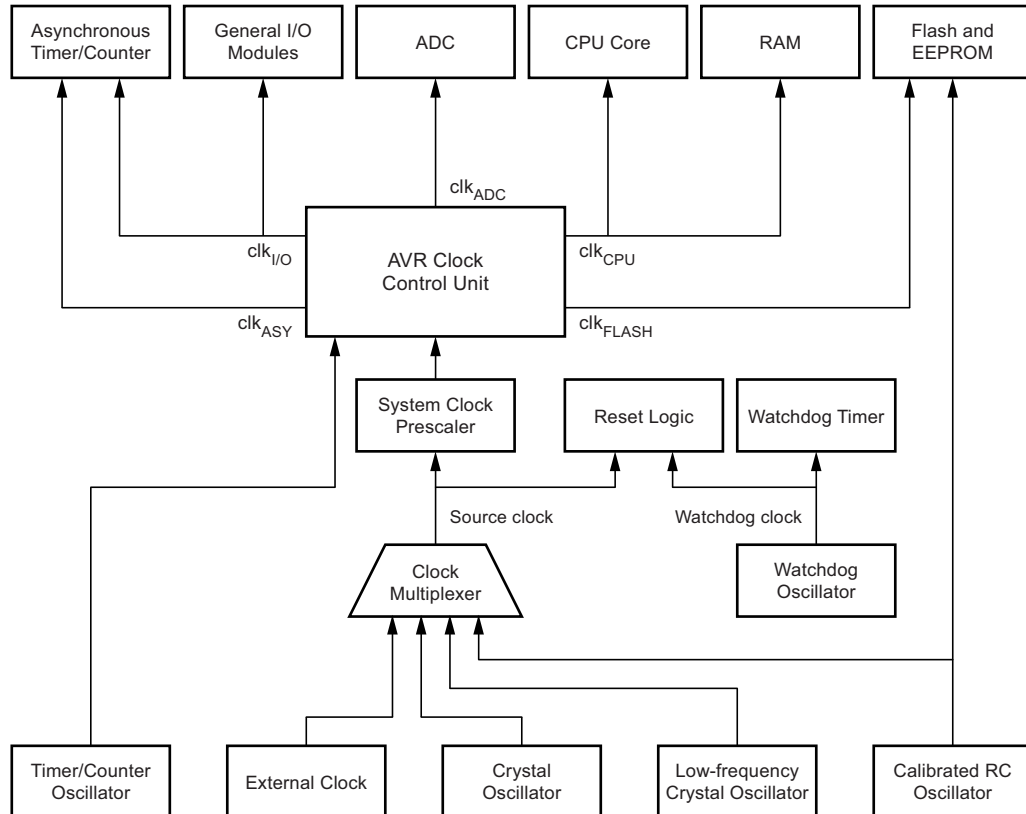 Asynchronous
Timer/Counter
General I/O
Modules
ADC
CPU Core
RAM
Flash and
EEPROM
clkADC
clkI/O
clkCPU
AVR Clock
Control Unit
clkASY
clkFLASH
System Clock
Prescaler
Reset Logic
Watchdog Timer
Source clock
Watchdog clock
Clock
Multiplexer
Watchdog
Oscillator
Timer/Counter
Oscillator
External Clock
Crystal
Oscillator
Low-frequency
Crystal Oscillator
Calibrated RC
Oscillator